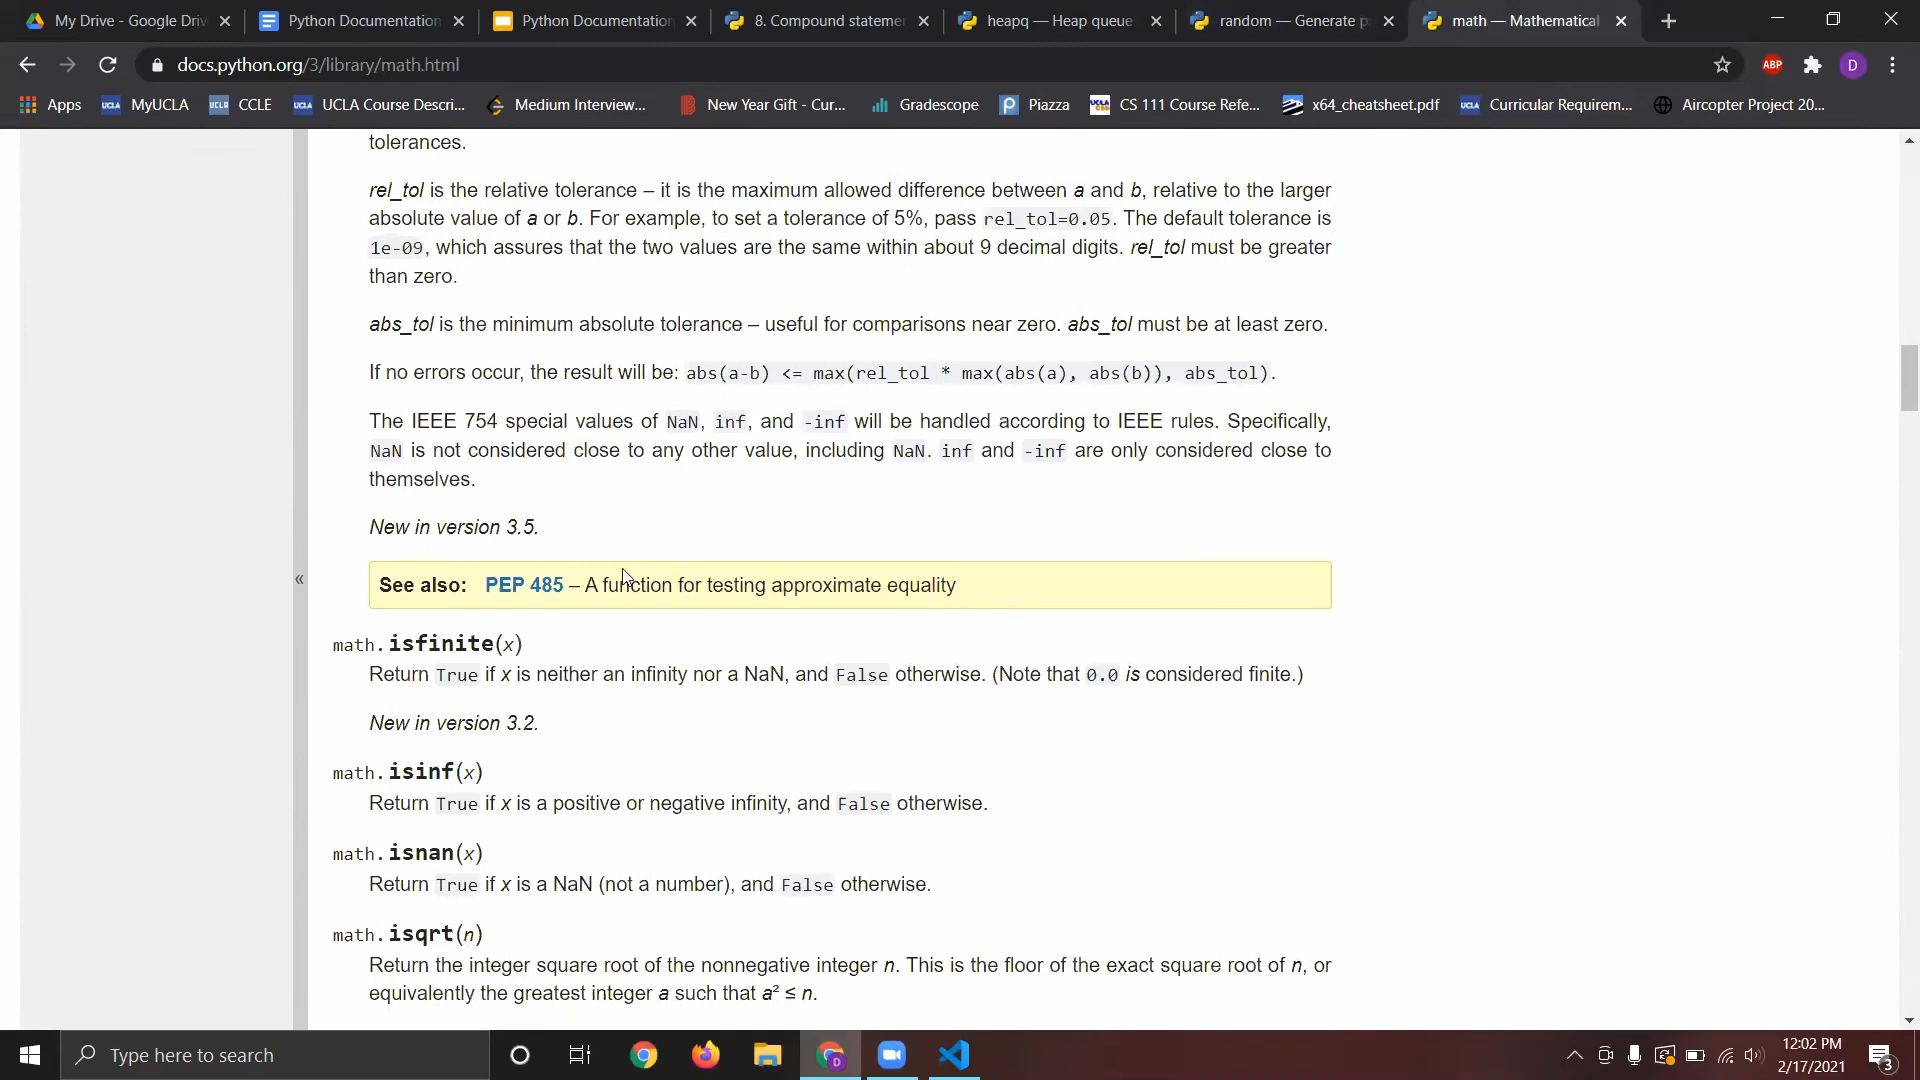 My Drive - Google Driv
Python Documentation
Python Documentation
8. Compound statemen
heapq — Heap queue
random — Generate p
math — Mathematical
docs.python.org/3/library/math.html
ABP
D
Apps
UCLA MyUCLA
UCLA CCLE
UCLA UCLA Course Descri...
Medium Interview...
New Year Gift - Cur...
Gradescope
Piazza
CS 111 Course Refe...
x64_cheatsheet.pdf
UCLA Curricular Requirem...
Aircopter Project 20...
tolerances.
rel_tol is the relative tolerance – it is the maximum allowed difference between a and b, relative to the larger
absolute value of a or b. For example, to set a tolerance of 5%, pass rel_tol=0.05. The default tolerance is
1e-09, which assures that the two values are the same within about 9 decimal digits. rel_tol must be greater
than zero.
abs_tol is the minimum absolute tolerance – useful for comparisons near zero. abs_tol must be at least zero.
If no errors occur, the result will be: abs(a-b) <= max(rel_tol * max(abs(a), abs(b)), abs_tol).
The IEEE 754 special values of NaN, inf, and -inf will be handled according to IEEE rules. Specifically,
NaN is not considered close to any other value, including NaN. inf and -inf are only considered close to
themselves.
New in version 3.5.
«
See also: PEP 485 – A function for testing approximate equality
math.isfinite(x)
Return True if x is neither an infinity nor a NaN, and False otherwise. (Note that 0.0 is considered finite.)
New in version 3.2.
math.isinf(x)
Return True if x is a positive or negative infinity, and False otherwise.
math.isnan(x)
Return True if x is a NaN (not a number), and False otherwise.
math.isqrt(n)
Return the integer square root of the nonnegative integer n. This is the floor of the exact square root of n, or
equivalently the greatest integer a such that a² ≤ n.
Type here to search
12:02 PM
2/17/2021
3